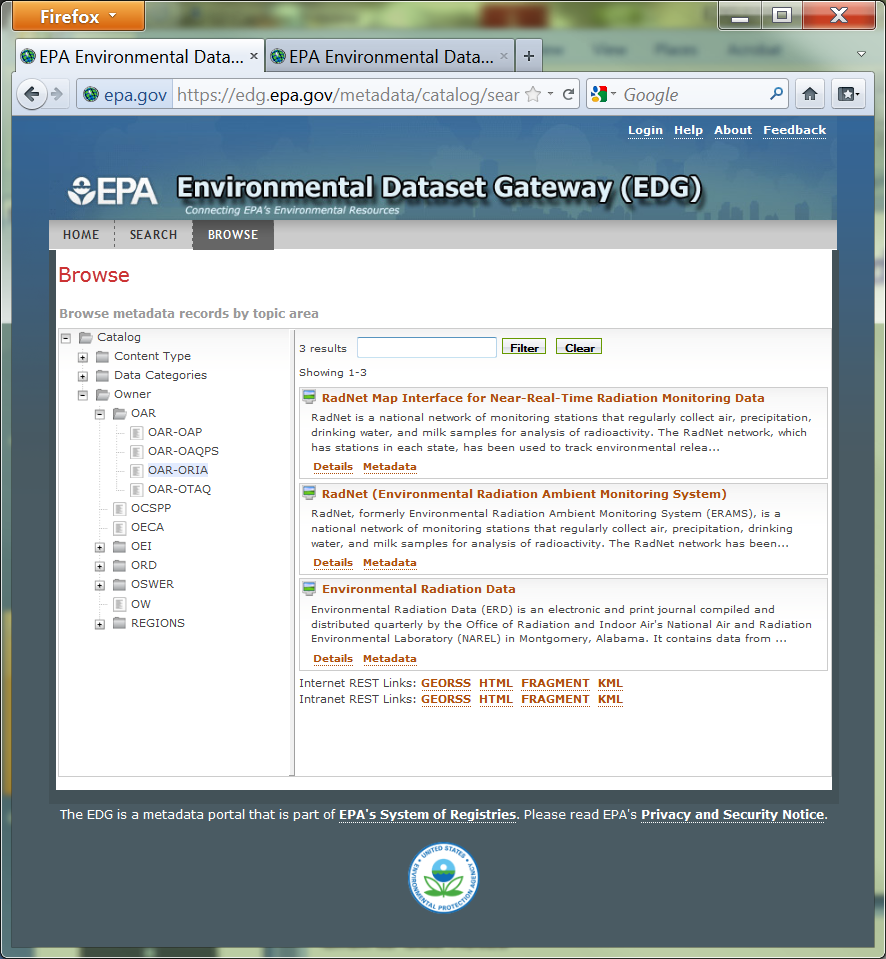 Firefox
EPA Environmental Data...
EPA Environmental Data...
epa.gov https://edg.epa.gov/metadata/catalog/sear
Google
Login Help About Feedback
EPA Environmental Dataset Gateway (EDG)
Connecting EPA's Environmental Resources
HOME SEARCH BROWSE
Browse
Browse metadata records by topic area
Catalog
Content Type
Data Categories
Owner
OAR
OAR-OAP
OAR-OAQPS
OAR-ORIA
OAR-OTAQ
OCSPP
OECA
OEI
ORD
OSWER
OW
REGIONS
3 results Filter Clear
Showing 1-3
RadNet Map Interface for Near-Real-Time Radiation Monitoring Data
RadNet is a national network of monitoring stations that regularly collect air, precipitation,
drinking water, and milk samples for analysis of radioactivity. The RadNet network, which
has stations in each state, has been used to track environmental relea...
Details Metadata
RadNet (Environmental Radiation Ambient Monitoring System)
RadNet, formerly Environmental Radiation Ambient Monitoring System (ERAMS), is a
national network of monitoring stations that regularly collect air, precipitation, drinking
water, and milk samples for analysis of radioactivity. The RadNet network has been...
Details Metadata
Environmental Radiation Data
Environmental Radiation Data (ERD) is an electronic and print journal compiled and
distributed quarterly by the Office of Radiation and Indoor Air's National Air and Radiation
Environmental Laboratory (NAREL) in Montgomery, Alabama. It contains data from ...
Details Metadata
Internet REST Links: GEORSS HTML FRAGMENT KML
Intranet REST Links: GEORSS HTML FRAGMENT KML
The EDG is a metadata portal that is part of EPA's System of Registries. Please read EPA's Privacy and Security Notice.
UNITED STATES
ENVIRONMENTAL PROTECTION AGENCY